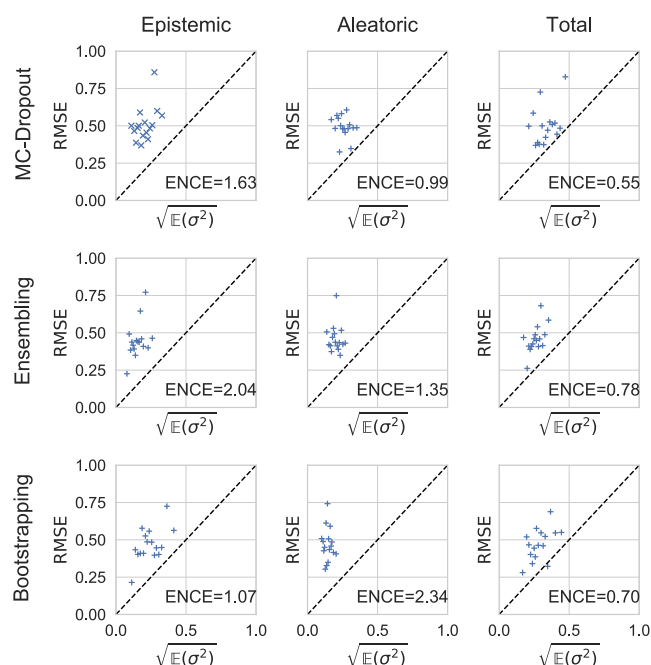 Epistemic Aleatoric Total
MC-Dropout
RMSE
1.00
0.75
0.50
0.25
0.00
ENCE=1.63
√𝔼(σ²)
RMSE
ENCE=0.99
√𝔼(σ²)
RMSE
ENCE=0.55
√𝔼(σ²)
Ensembling
RMSE
1.00
0.75
0.50
0.25
0.00
ENCE=2.04
√𝔼(σ²)
RMSE
ENCE=1.35
√𝔼(σ²)
RMSE
ENCE=0.78
√𝔼(σ²)
Bootstrapping
RMSE
1.00
0.75
0.50
0.25
0.00
ENCE=1.07
0.0 0.5 1.0
√𝔼(σ²)
RMSE
ENCE=2.34
0.0 0.5 1.0
√𝔼(σ²)
RMSE
ENCE=0.70
0.0 0.5 1.0
√𝔼(σ²)